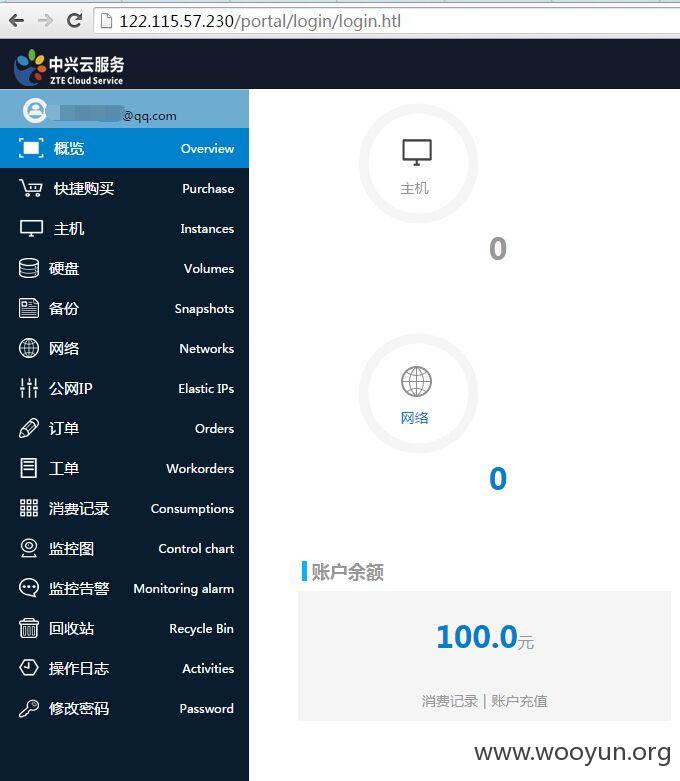 122.115.57.230/portal/login/login.htl
中兴云服务
ZTE Cloud Service
@qq.com
概览 Overview
快捷购买 Purchase
主机 Instances
硬盘 Volumes
备份 Snapshots
网络 Networks
公网IP Elastic IPs
订单 Orders
工单 Workorders
消费记录 Consumptions
监控图 Control chart
监控告警 Monitoring alarm
回收站 Recycle Bin
操作日志 Activities
修改密码 Password
主机
0
网络
0
账户余额
100.0元
消费记录 | 账户充值
www.wooyun.org